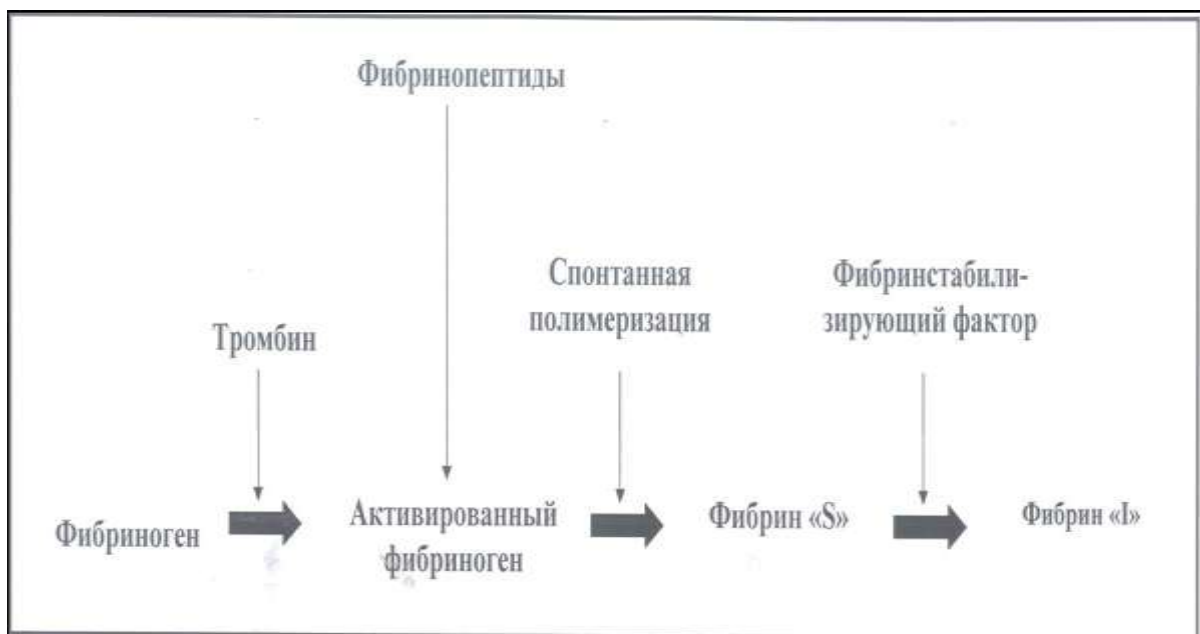 Фибринопептиды
Спонтанная
полимеризация
Фибринстабили-
зирующий фактор
Тромбин
Фибриноген
Активированный
фибриноген
Фибрин «S»
Фибрин «I»